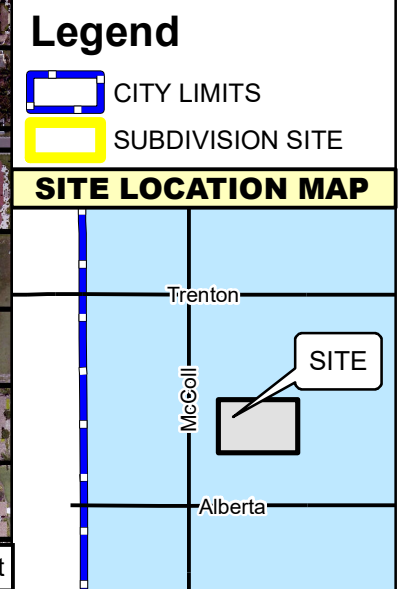 Legend
CITY LIMITS
SUBDIVISION SITE
SITE LOCATION MAP
Trenton
SITE
McColl
Alberta
t